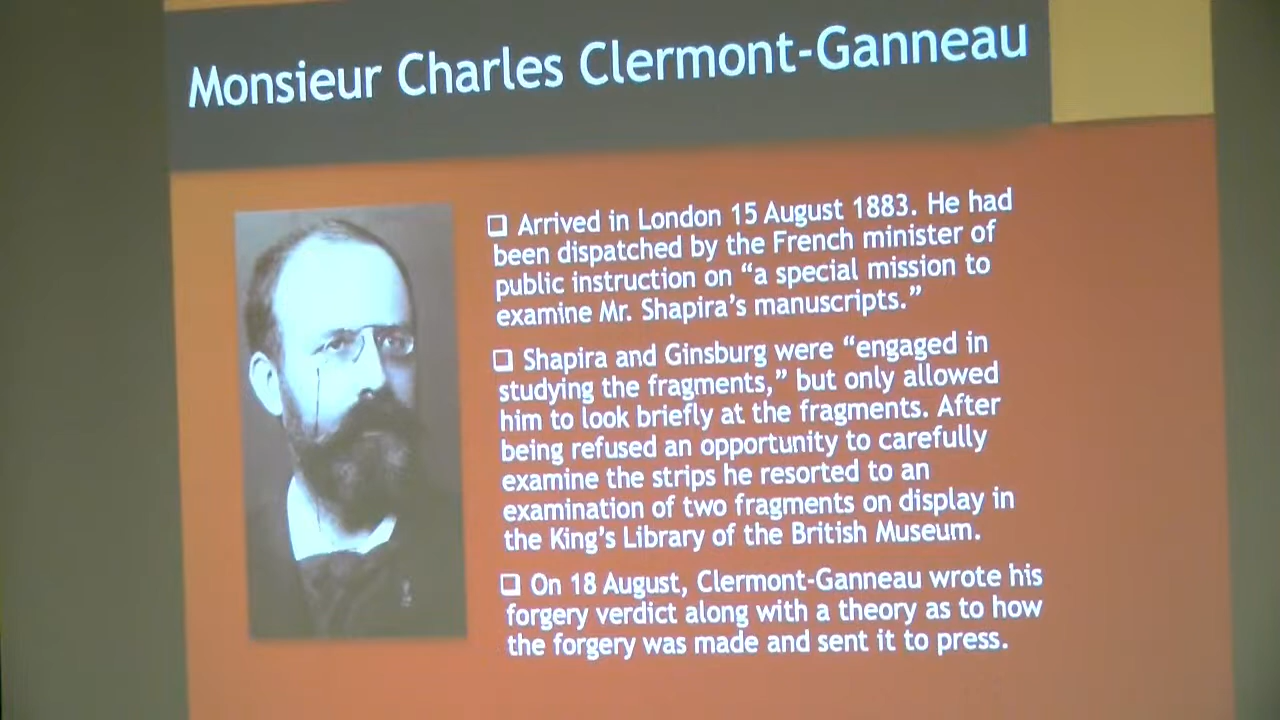 Monsieur Charles Clermont-Ganneau
❑ Arrived in London 15 August 1883. He had
been dispatched by the French minister of
public instruction on “a special mission to
examine Mr. Shapira’s manuscripts.”
❑ Shapira and Ginsburg were “engaged in
studying the fragments,” but only allowed
him to look briefly at the fragments. After
being refused an opportunity to carefully
examine the strips he resorted to an
examination of two fragments on display in
the King’s Library of the British Museum.
❑ On 18 August, Clermont-Ganneau wrote his
forgery verdict along with a theory as to how
the forgery was made and sent it to press.